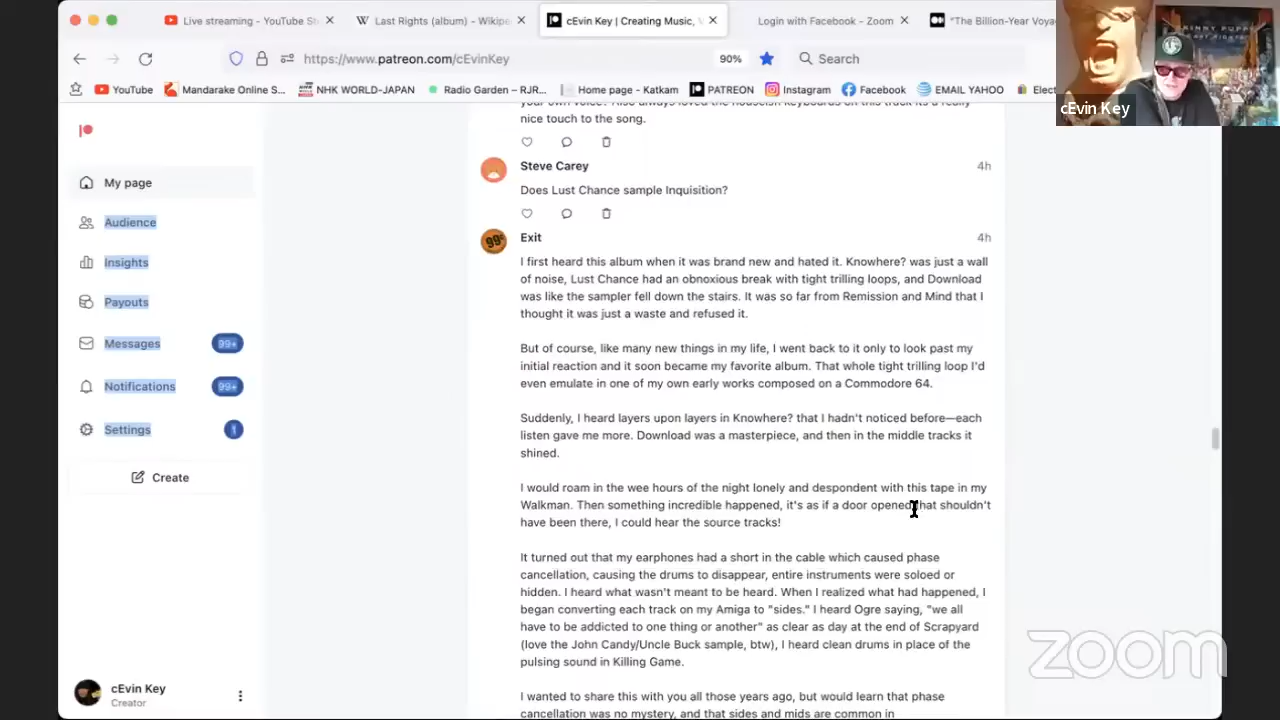 Live streaming - YouTube St
Last Rights (album) - Wikipe
cEvin Key | Creating Music, V
Login with Facebook - Zoom
"The Billion-Year Voya
https://www.patreon.com/cEvinKey
90%
Search
YouTube
Mandarake Online S...
NHK WORLD-JAPAN
Radio Garden – RJR...
Home page - Katkam
PATREON
Instagram
Facebook
EMAIL YAHOO
Elect
SKINNY PUPPY
LAST RIGHTS
cEvin Key
My page
Audience
Insights
Payouts
Messages
99+
Notifications
99+
Settings
1
Create
cEvin Key
Creator
nice touch to the song.
Steve Carey
4h
Does Lust Chance sample Inquisition?
99¢
Exit
4h
I first heard this album when it was brand new and hated it. Knowhere? was just a wall
of noise, Lust Chance had an obnoxious break with tight trilling loops, and Download
was like the sampler fell down the stairs. It was so far from Remission and Mind that I
thought it was just a waste and refused it.
But of course, like many new things in my life, I went back to it only to look past my
initial reaction and it soon became my favorite album. That whole tight trilling loop I'd
even emulate in one of my own early works composed on a Commodore 64.
Suddenly, I heard layers upon layers in Knowhere? that I hadn't noticed before—each
listen gave me more. Download was a masterpiece, and then in the middle tracks it
shined.
I would roam in the wee hours of the night lonely and despondent with this tape in my
Walkman. Then something incredible happened, it's as if a door opened that shouldn't
have been there, I could hear the source tracks!
It turned out that my earphones had a short in the cable which caused phase
cancellation, causing the drums to disappear, entire instruments were soloed or
hidden. I heard what wasn't meant to be heard. When I realized what had happened, I
began converting each track on my Amiga to "sides." I heard Ogre saying, "we all
have to be addicted to one thing or another" as clear as day at the end of Scrapyard
(love the John Candy/Uncle Buck sample, btw), I heard clean drums in place of the
pulsing sound in Killing Game.
I wanted to share this with you all those years ago, but would learn that phase
cancellation was no mystery, and that sides and mids are common in
zoom